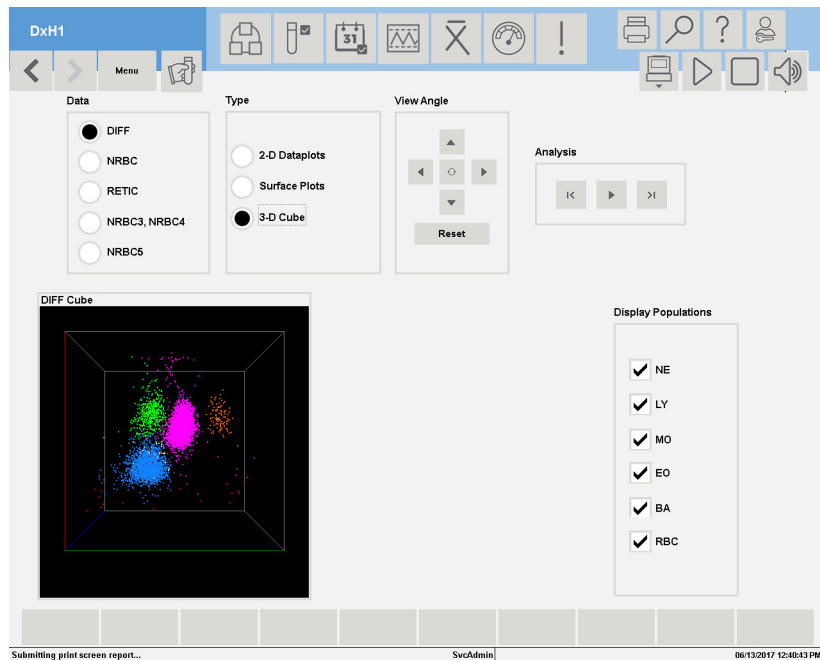 DxH1
31
Menu
Data
Type
View Angle
Analysis
DIFF
NRBC
RETIC
NRBC3, NRBC4
NRBC5
2-D Dataplots
Surface Plots
3-D Cube
Reset
DIFF Cube
Display Populations
NE
LY
MO
EO
BA
RBC
Submitting print screen report...
SvcAdmin
06/13/2017 12:40:43 PM